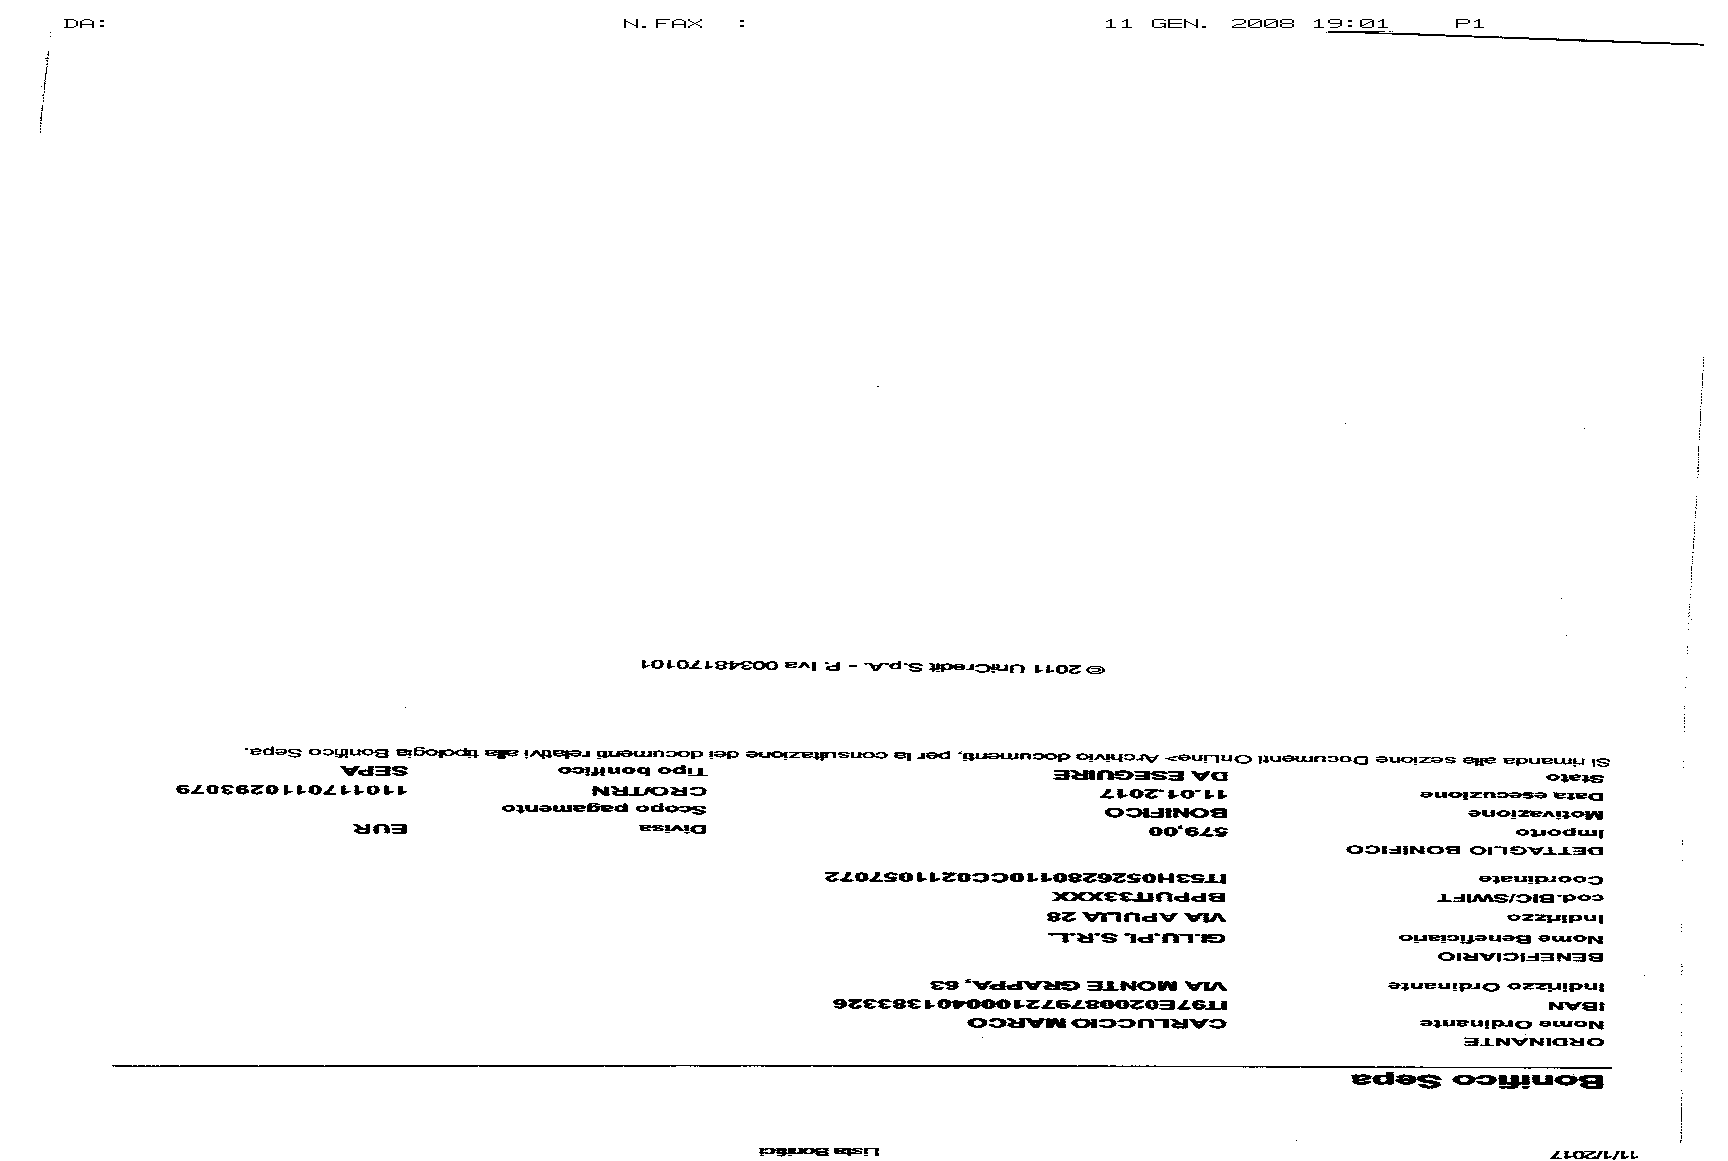 DA: N.FAX : 11 GEN. 2008 19:01 P1
11/1/2017 Lista Bonifici
Bonifico Sepa
ORDINANTE
Nome Ordinante CARLUCCIO MARCO
IBAN IT97E0200879721000401383326
Indirizzo Ordinante VIA MONTE GRAPPA, 63
BENEFICIARIO
Nome Beneficiario GI.LU.PI. S.R.L.
Indirizzo VIA APULIA 28
cod.BIC/SWIFT BPPUIT33XXX
Coordinate IT53H0526280110CC0211057072
DETTAGLIO BONIFICO
Importo 579,00 Divisa EUR
Motivazione BONIFICO Scopo pagamento
Data esecuzione 11.01.2017 CRO/TRN 1101170110293079
Stato DA ESEGUIRE Tipo bonifico SEPA
Si rimanda alle sezione Documenti OnLine> Archivio documenti, per la consultazione dei documenti relativi alla tipologia Bonifico Sepa.
© 2011 UniCredit S.p.A. - P. Iva 00348170101